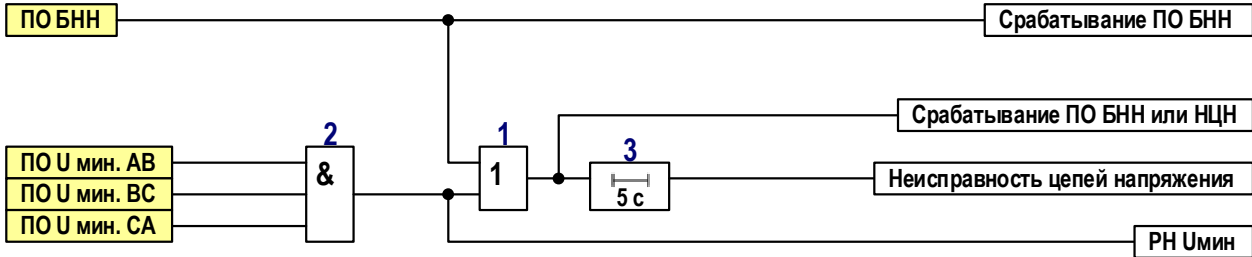 ПО БНН
Срабатывание ПО БНН
Срабатывание ПО БНН или НЦН
2
1
3
ПО U мин. AB
ПО U мин. BC
ПО U мин. CA
&
1
5 с
Неисправность цепей напряжения
РН Uмин